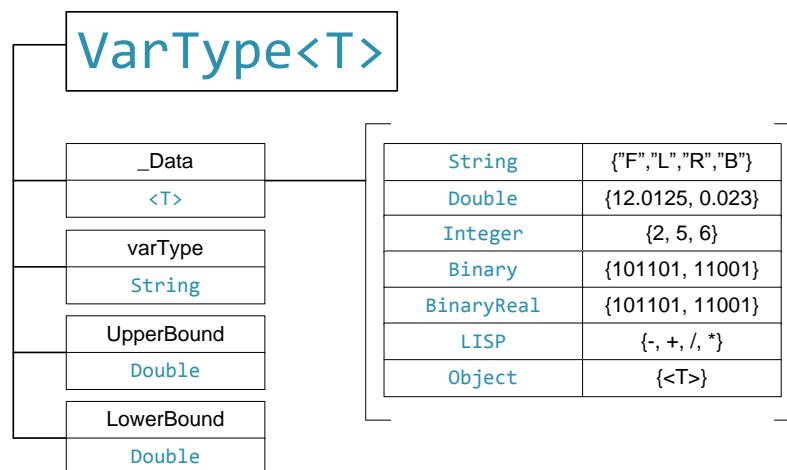 VarType<T>
_Data
<T>
varType
String
UpperBound
Double
LowerBound
Double
String {”F”,”L”,”R”,”B”}
Double {12.0125, 0.023}
Integer {2, 5, 6}
Binary {101101, 11001}
BinaryReal {101101, 11001}
LISP {-, +, /, *}
Object {<T>}